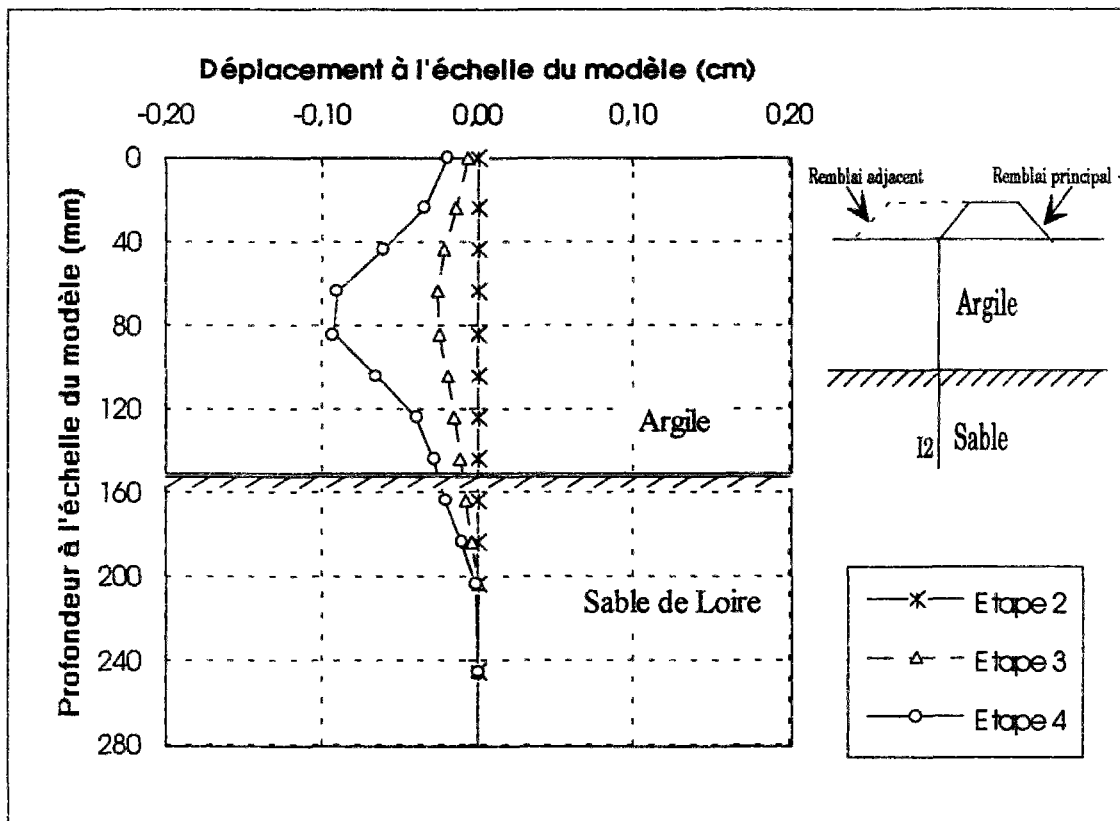 Déplacement à l'échelle du modèle (cm)
-0,20 -0,10 0,00 0,10 0,20
Profondeur à l'échelle du modèle (mm)
0
40
80
120
160
200
240
280
Argile
Sable de Loire
Remblai adjacent
Remblai principal
Argile
I2 Sable
Etape 2
Etape 3
Etape 4